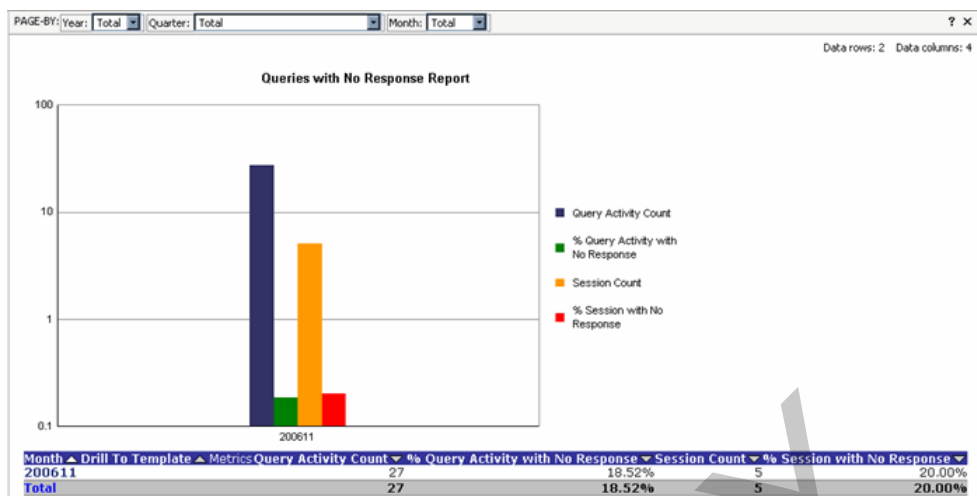 PAGE-BY: Year: Total Quarter: Total Month: Total ? ×
Data rows: 2 Data columns: 4
Queries with No Response Report
100
10
1
0.1
200611
Query Activity Count
% Query Activity with
No Response
Session Count
% Session with No
Response
Month Drill To Template Metrics Query Activity Count % Query Activity with No Response Session Count % Session with No Response
200611 27 18.52% 5 20.00%
Total 27 18.52% 5 20.00%